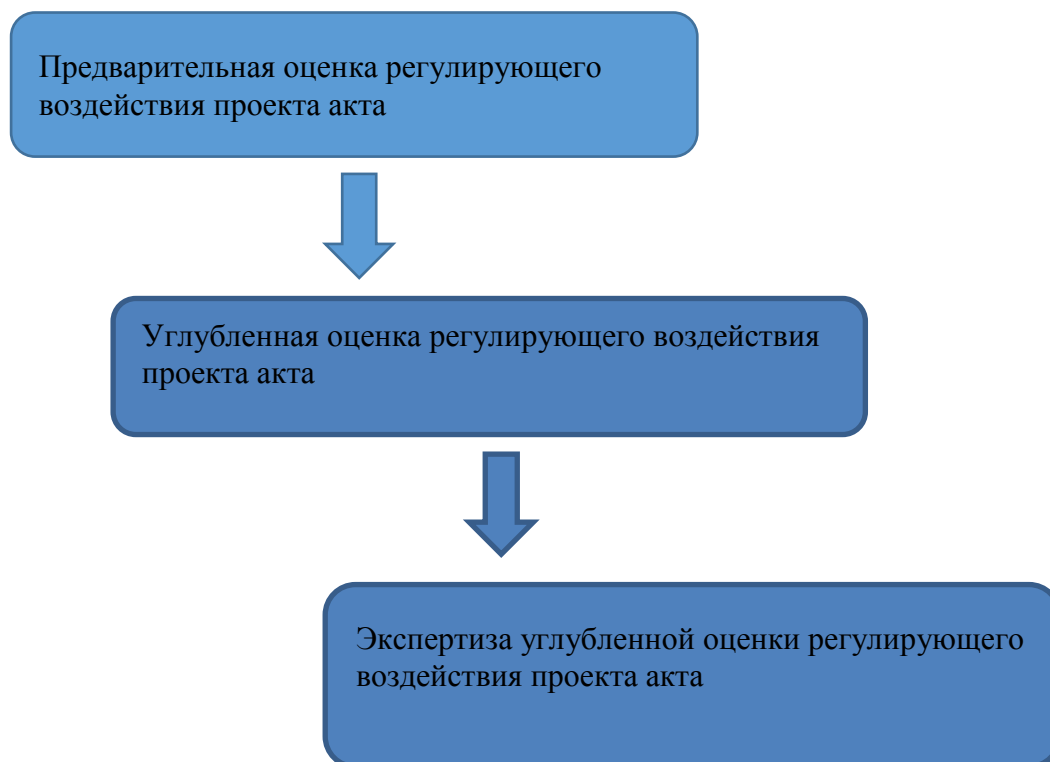 Предварительная оценка регулирующего
воздействия проекта акта
Углубленная оценка регулирующего воздействия
проекта акта
Экспертиза углубленной оценки регулирующего
воздействия проекта акта